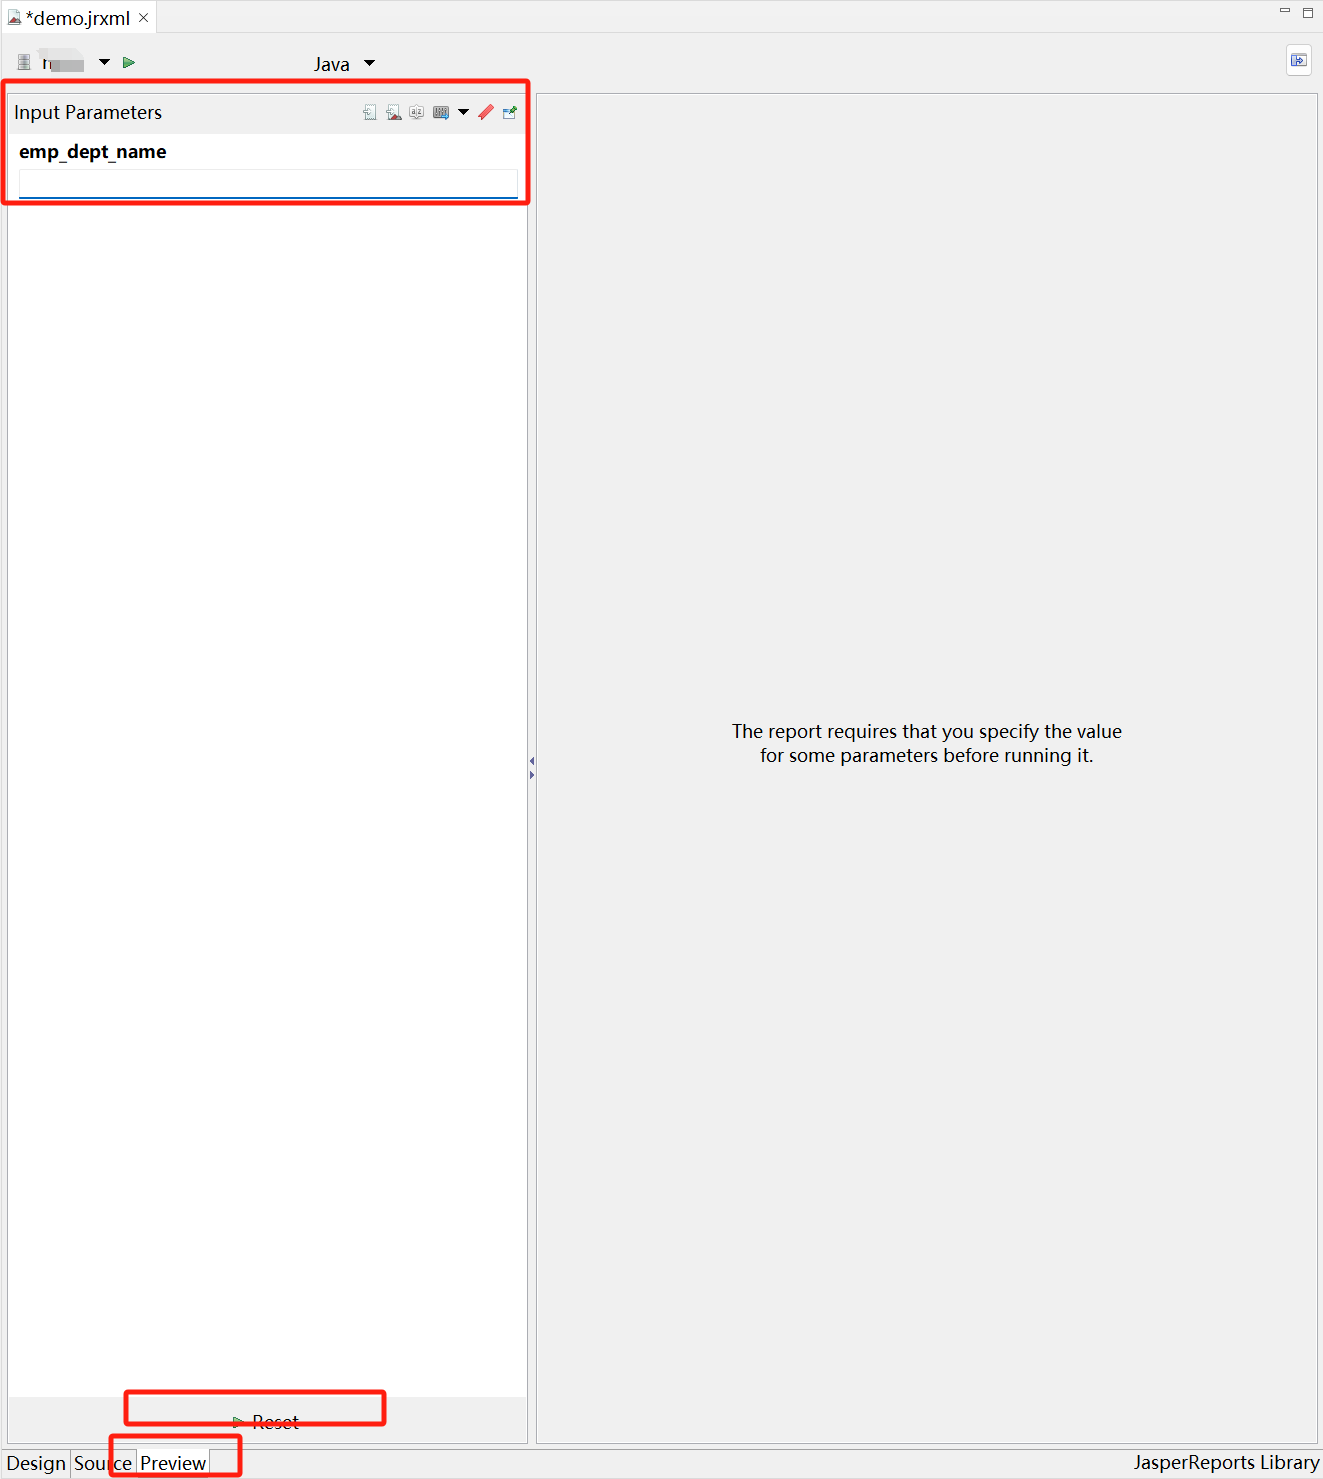 *demo.jrxml
Java
Input Parameters
emp_dept_name
The report requires that you specify the value
for some parameters before running it.
Reset
Design Source Preview
JasperReports Library